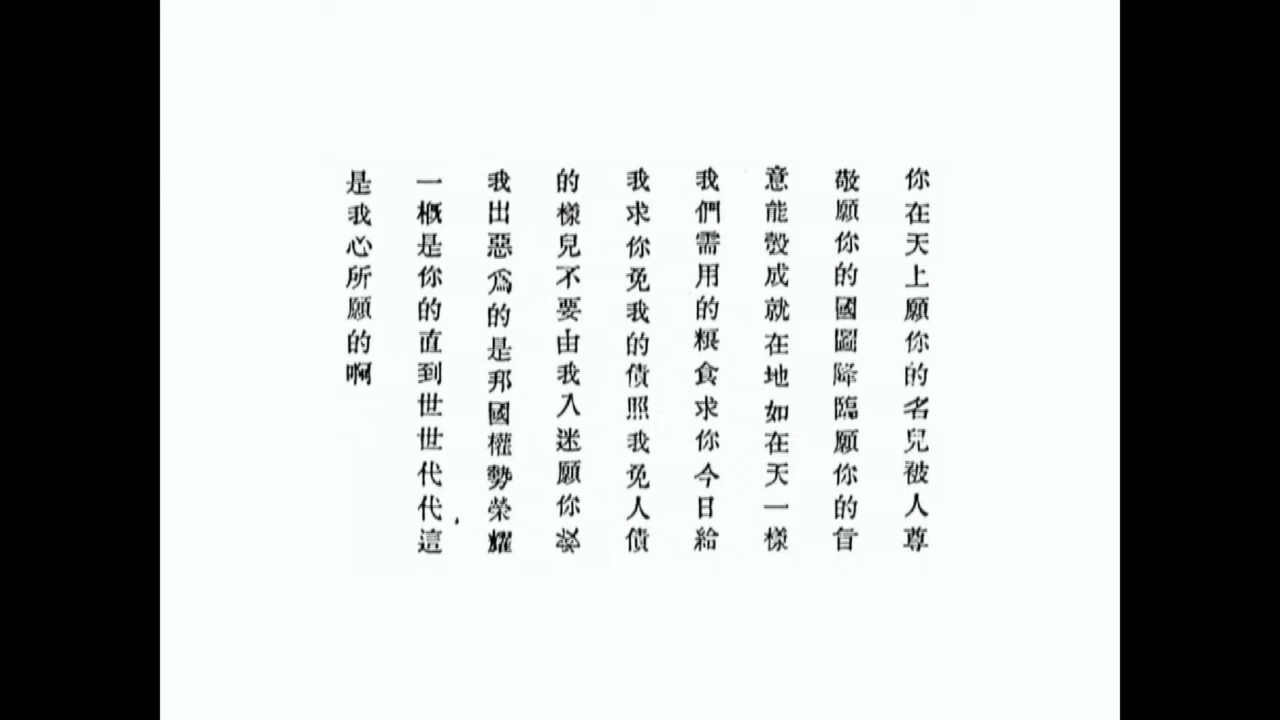 你在天上願你的名兒被人尊
敬願你的國圖降臨願你的旨
意能彀成就在地如在天一樣
我們需用的粮食求你今日給
我求你免我的債照我免人債
的樣兒不要由我入迷願你
我出惡為的是那國權勢榮耀
一概是你的直到世世代代這
是我心所願的啊